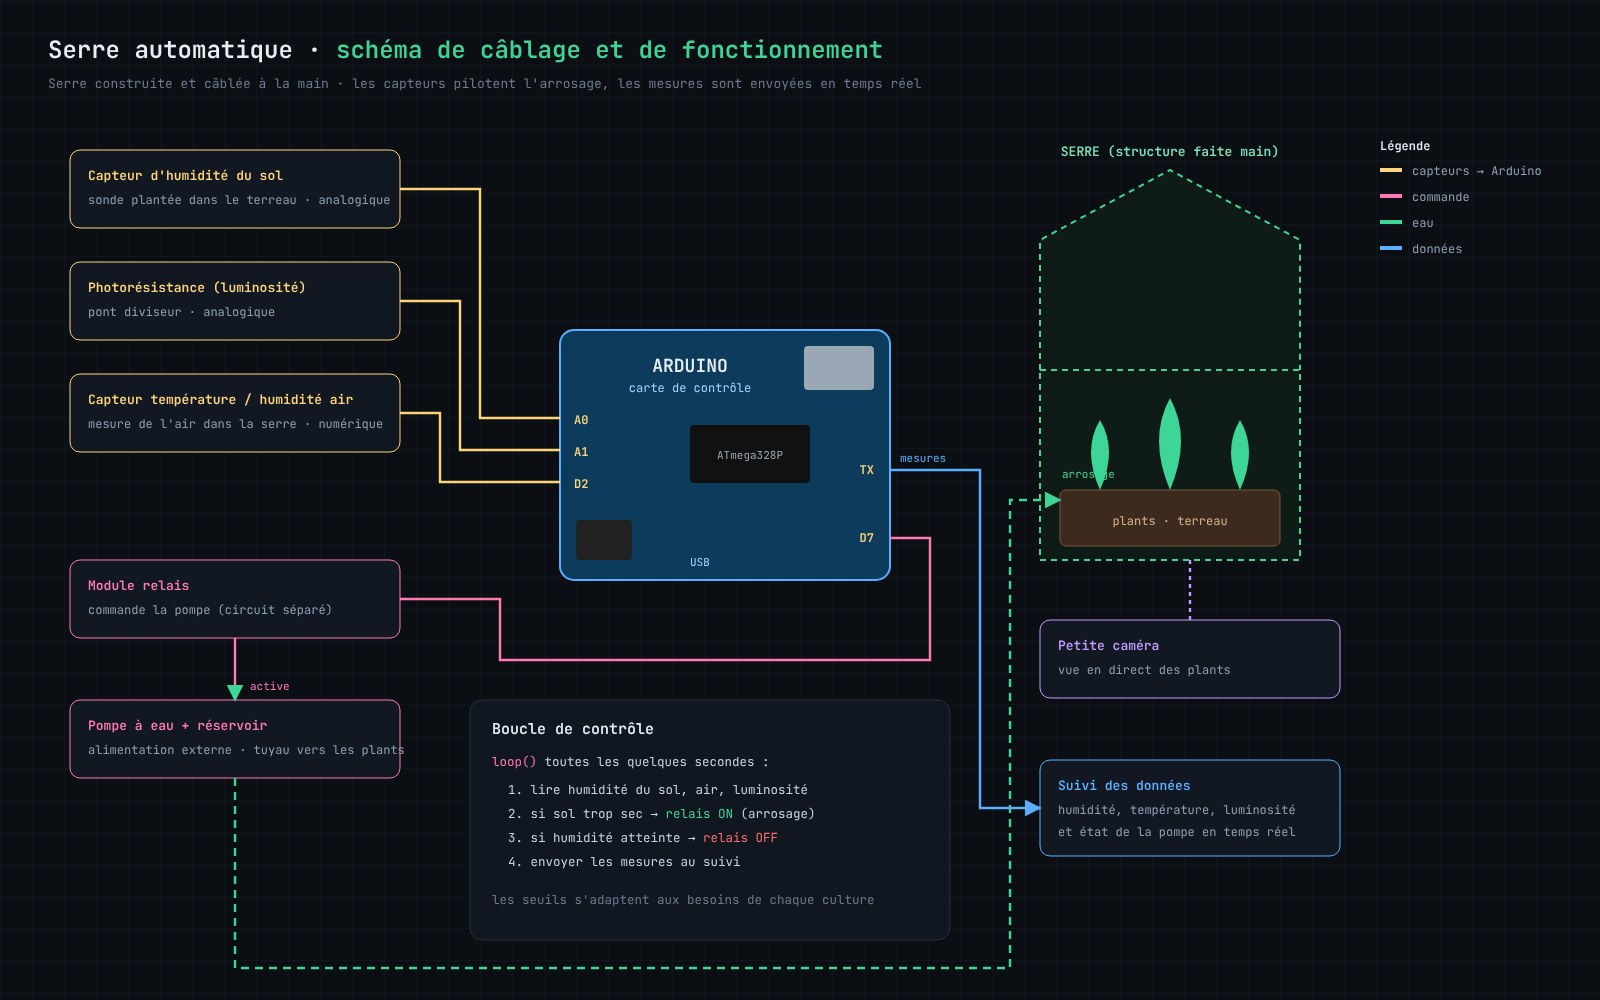 Serre automatique · schéma de câblage et de fonctionnement
Serre construite et câblée à la main · les capteurs pilotent l'arrosage, les mesures sont envoyées en temps réel
Capteur d'humidité du sol
sonde plantée dans le terreau · analogique
Photorésistance (luminosité)
pont diviseur · analogique
Capteur température / humidité air
mesure de l'air dans la serre · numérique
Module relais
commande la pompe (circuit séparé)
active
Pompe à eau + réservoir
alimentation externe · tuyau vers les plants
ARDUINO
carte de contrôle
A0
A1
D2
ATmega328P
TX
D7
USB
mesures
Boucle de contrôle
loop() toutes les quelques secondes :
1. lire humidité du sol, air, luminosité
2. si sol trop sec → relais ON (arrosage)
3. si humidité atteinte → relais OFF
4. envoyer les mesures au suivi
les seuils s'adaptent aux besoins de chaque culture
SERRE (structure faite main)
arrosage
plants · terreau
Petite caméra
vue en direct des plants
Suivi des données
humidité, température, luminosité
et état de la pompe en temps réel
Légende
capteurs → Arduino
commande
eau
données